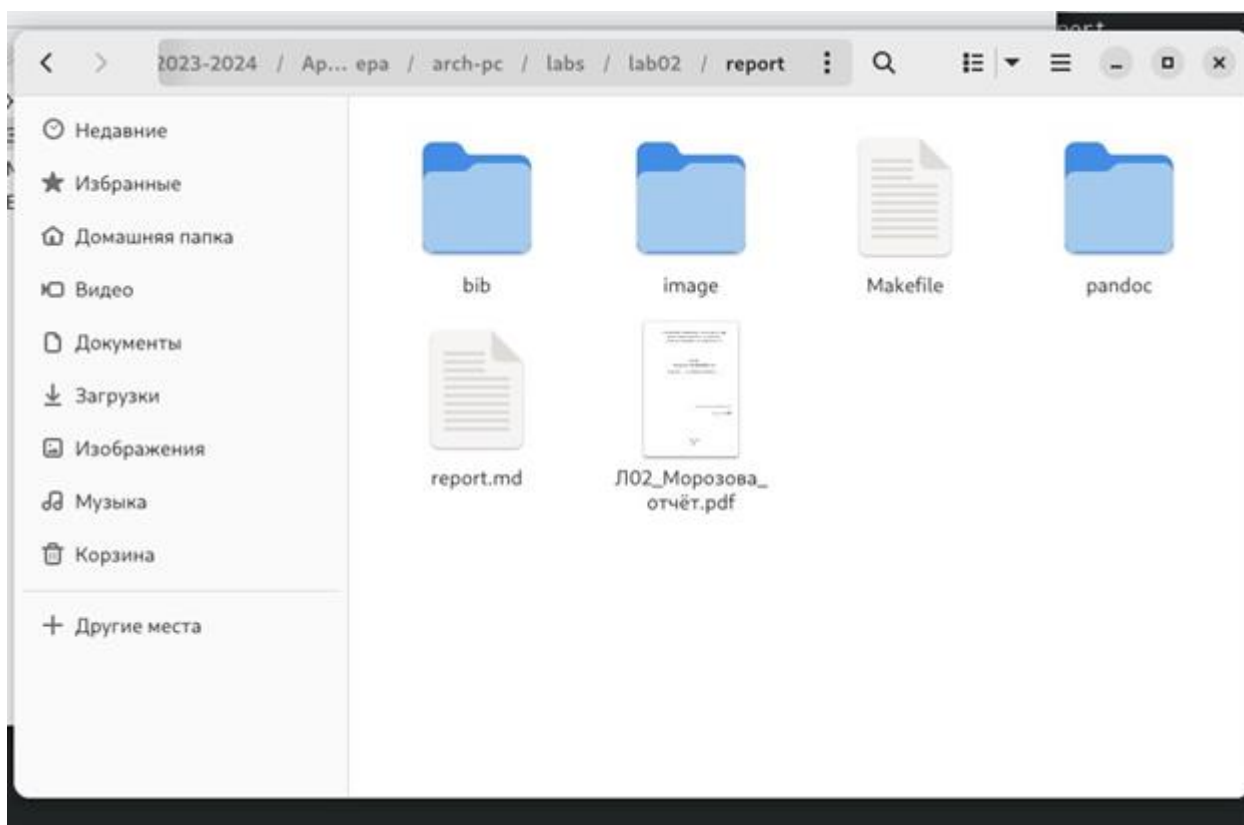 2023-2024 / Ар... ера / arch-pc / labs / lab02 / report
Недавние
Избранные
Домашняя папка
Видео
Документы
Загрузки
Изображения
Музыка
Корзина
Другие места
bib
image
Makefile
pandoc
report.md
Л02_Морозова_
отчёт.pdf